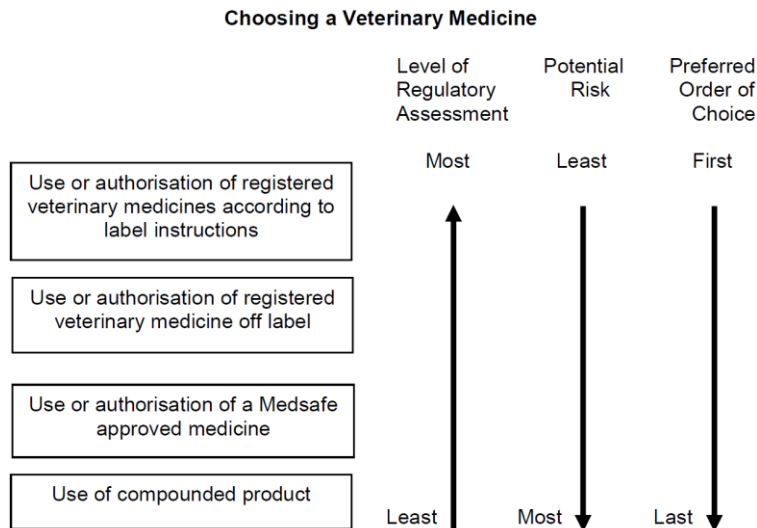 Choosing a Veterinary Medicine
Level of
Regulatory
Assessment
Potential
Risk
Preferred
Order of
Choice
Most
Least
First
Use or authorisation of registered
veterinary medicines according to
label instructions
Use or authorisation of registered
veterinary medicine off label
Use or authorisation of a Medsafe
approved medicine
Use of compounded product
Least
Most
Last